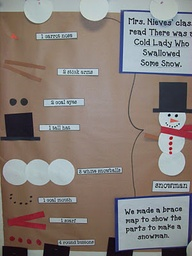 Mrs. Nieves' class
read There was a
Cold Lady Who
Swallowed
Some Snow.
1 carrot nose
2 stick arms
2 coal eyes
1 tall hat
3 white snowballs
1 coal mouth
1 scarf
4 round buttons
snowman
We made a brace
map to show the
parts to make a
snowman.